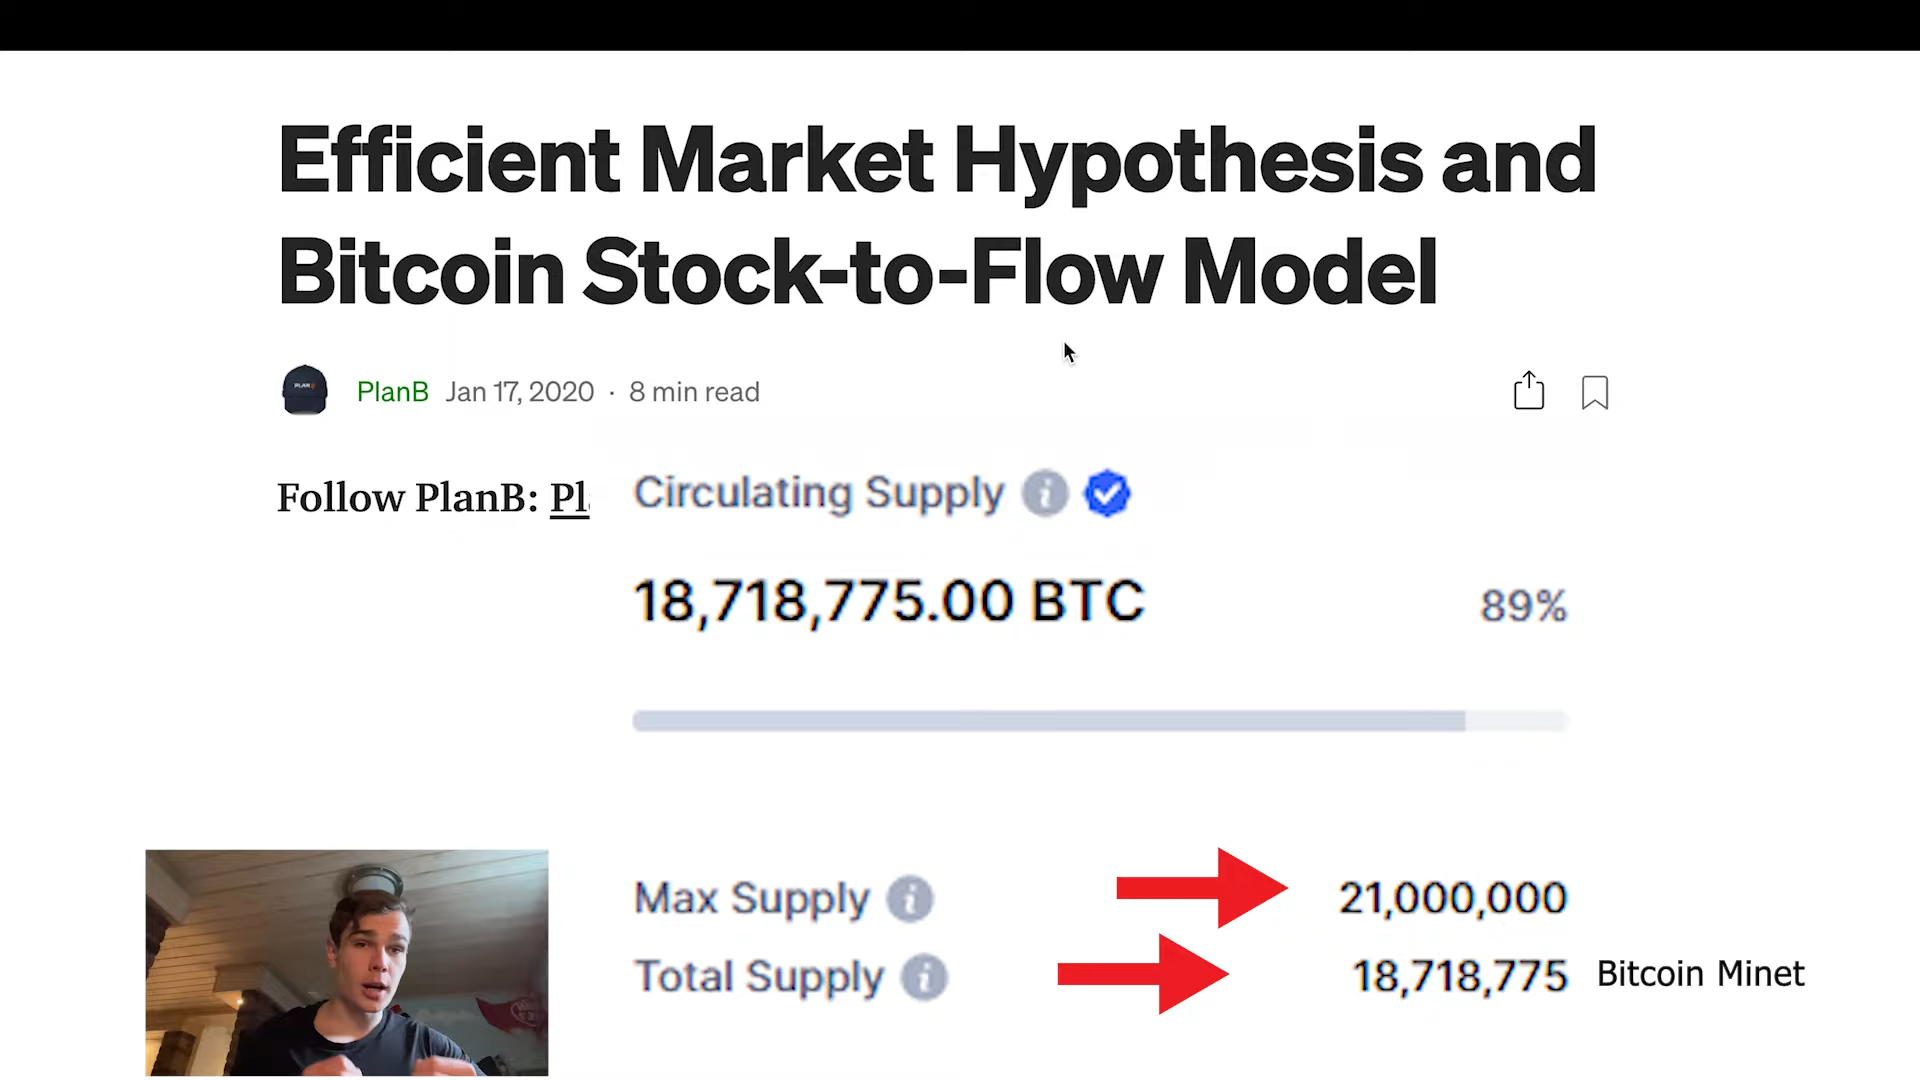 Efficient Market Hypothesis and
Bitcoin Stock-to-Flow Model
PlanB Jan 17, 2020 · 8 min read
Follow PlanB: Pl
Circulating Supply
18,718,775.00 BTC 89%
Max Supply 21,000,000
Total Supply 18,718,775 Bitcoin Minet